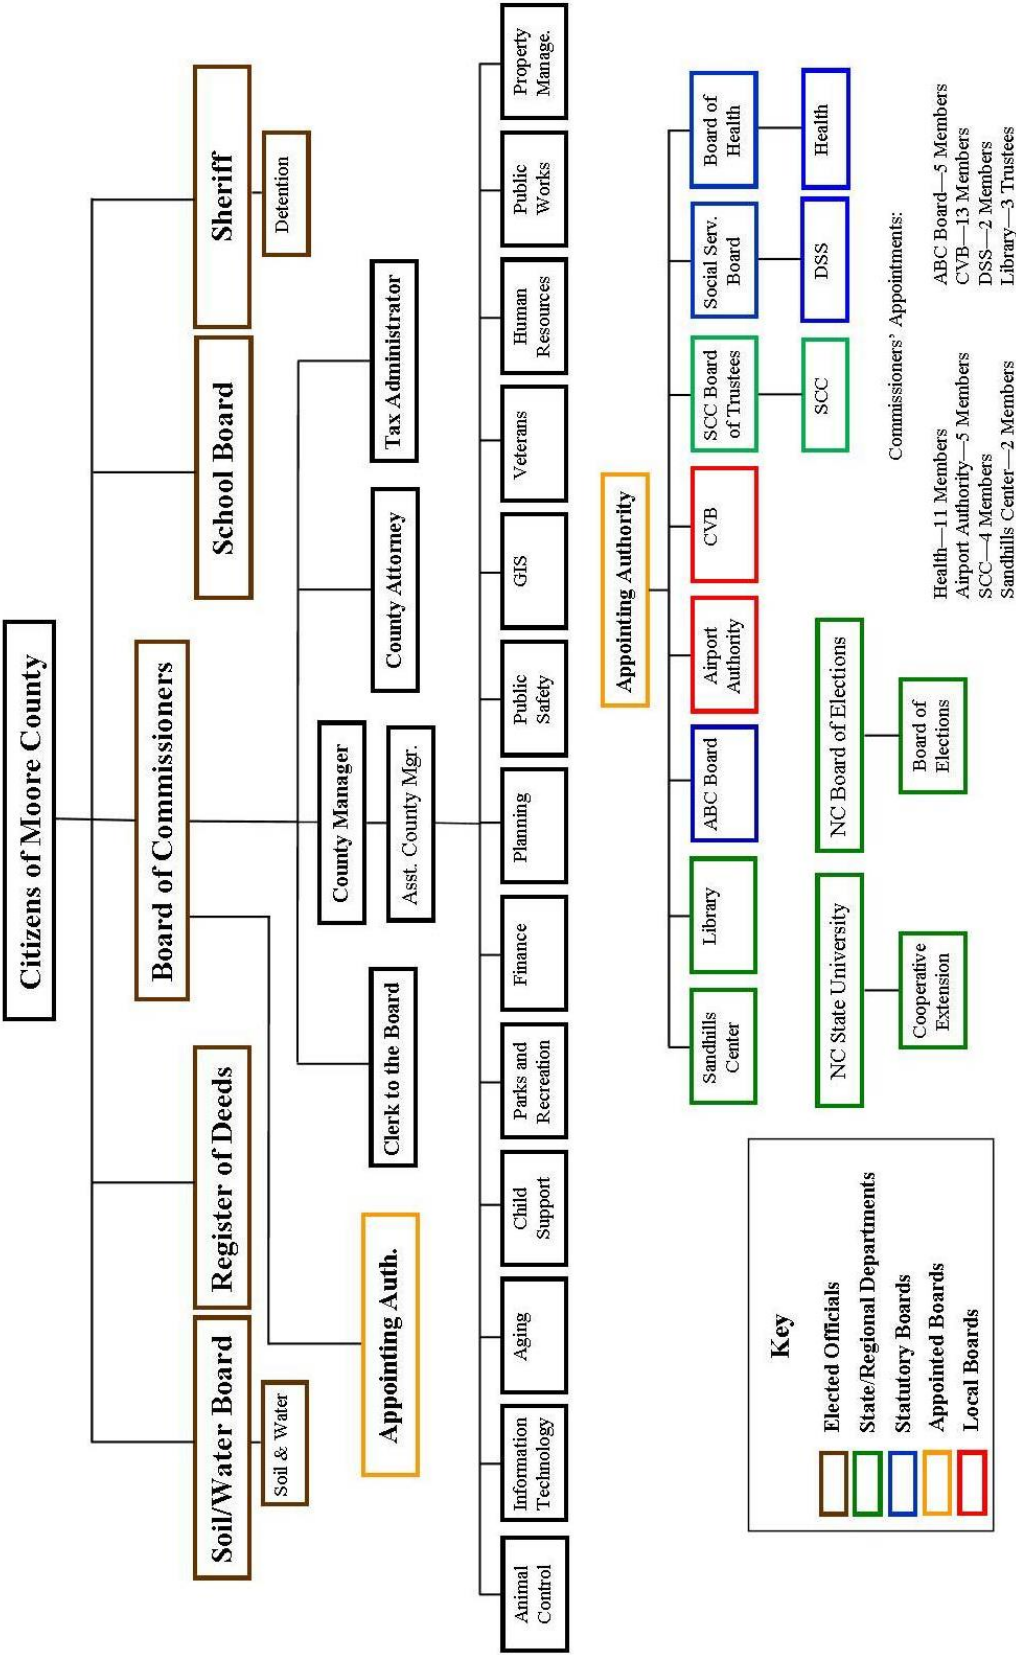 Citizens of Moore County
Soil/Water Board
Register of Deeds
Board of Commissioners
School Board
Sheriff
Soil & Water
Detention
Appointing Auth.
Clerk to the Board
County Manager
Asst. County Mgr.
County Attorney
Tax Administrator
Animal
Control
Information
Technology
Aging
Child
Support
Parks and
Recreation
Finance
Planning
Public
Safety
GIS
Veterans
Human
Resources
Public
Works
Property
Manage.
Appointing Authority
Sandhills
Center
Library
ABC Board
Airport
Authority
CVB
SCC Board
of Trustees
Social Serv.
Board
Board of
Health
SCC
DSS
Health
NC State University
Cooperative
Extension
NC Board of Elections
Board of
Elections
Key
Elected Officials
State/Regional Departments
Statutory Boards
Appointed Boards
Local Boards
Commissioners’ Appointments:
Health—11 Members
Airport Authority—5 Members
SCC—4 Members
Sandhills Center—2 Members
ABC Board—5 Members
CVB—13 Members
DSS—2 Members
Library—3 Trustees